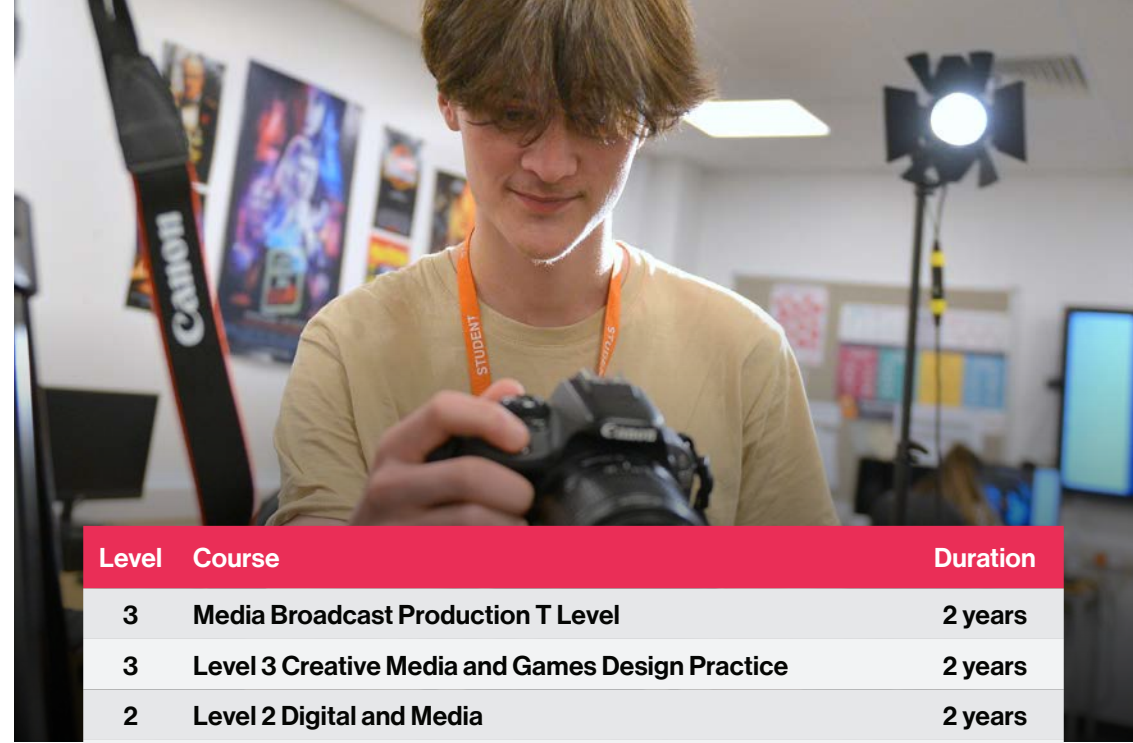 Canon
STUDENT
Canon
Level Course Duration
3 Media Broadcast Production T Level 2 years
3 Level 3 Creative Media and Games Design Practice 2 years
2 Level 2 Digital and Media 2 years